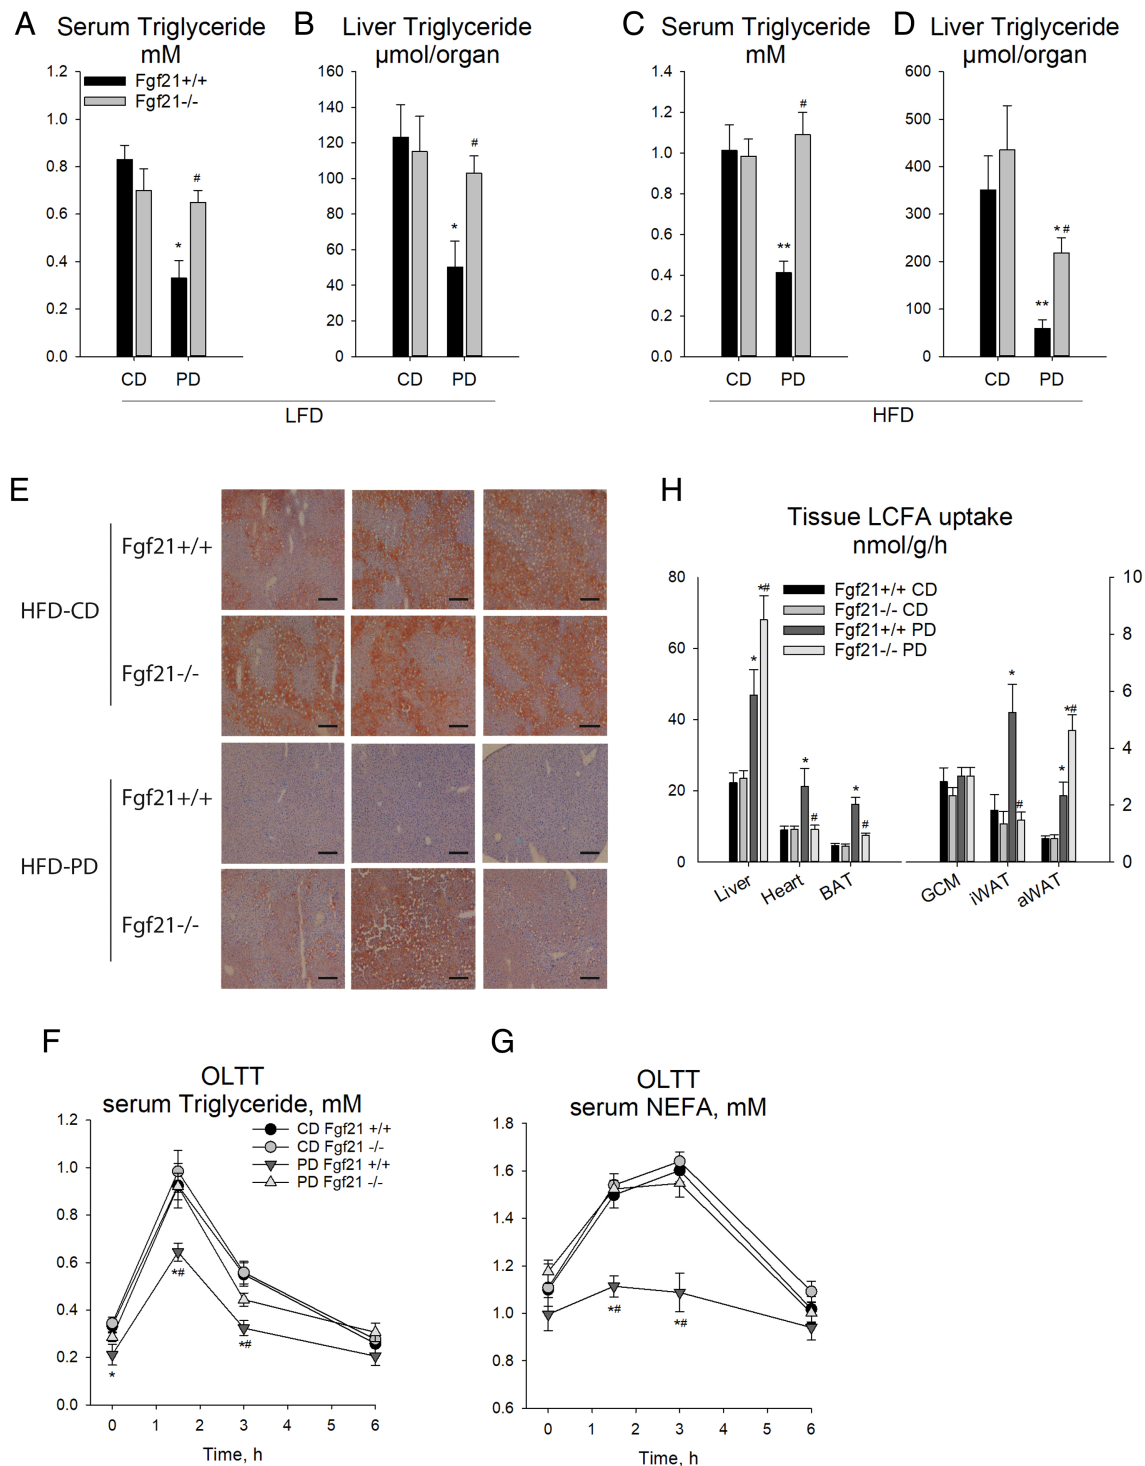 A
Serum Triglyceride
mM
1.2
1.0
0.8
0.6
0.4
0.2
0.0
Fgf21+/+
Fgf21-/-
*
#
CD
PD
B
Liver Triglyceride
µmol/organ
160
140
120
100
80
60
40
20
0
*
#
CD
PD
LFD
C
Serum Triglyceride
mM
1.4
1.2
1.0
0.8
0.6
0.4
0.2
0.0
**
#
CD
PD
D
Liver Triglyceride
µmol/organ
600
500
400
300
200
100
0
**
*#
CD
PD
HFD
E
HFD-CD
Fgf21+/+
Fgf21-/-
HFD-PD
Fgf21+/+
Fgf21-/-
H
Tissue LCFA uptake
nmol/g/h
80
60
40
20
0
Fgf21+/+ CD
Fgf21-/- CD
Fgf21+/+ PD
Fgf21-/- PD
*
*#
*
#
*
#
*
#
*
*#
10
8
6
4
2
0
Liver
Heart
BAT
GCM
iWAT
aWAT
F
OLTT
serum Triglyceride, mM
1.2
1.0
0.8
0.6
0.4
0.2
0.0
CD Fgf21 +/+
CD Fgf21 -/-
PD Fgf21 +/+
PD Fgf21 -/-
*
*#
*#
0 1 2 3 4 5 6
Time, h
G
OLTT
serum NEFA, mM
1.8
1.6
1.4
1.2
1.0
0.8
0.6
*#
*#
0 1 2 3 4 5 6
Time, h